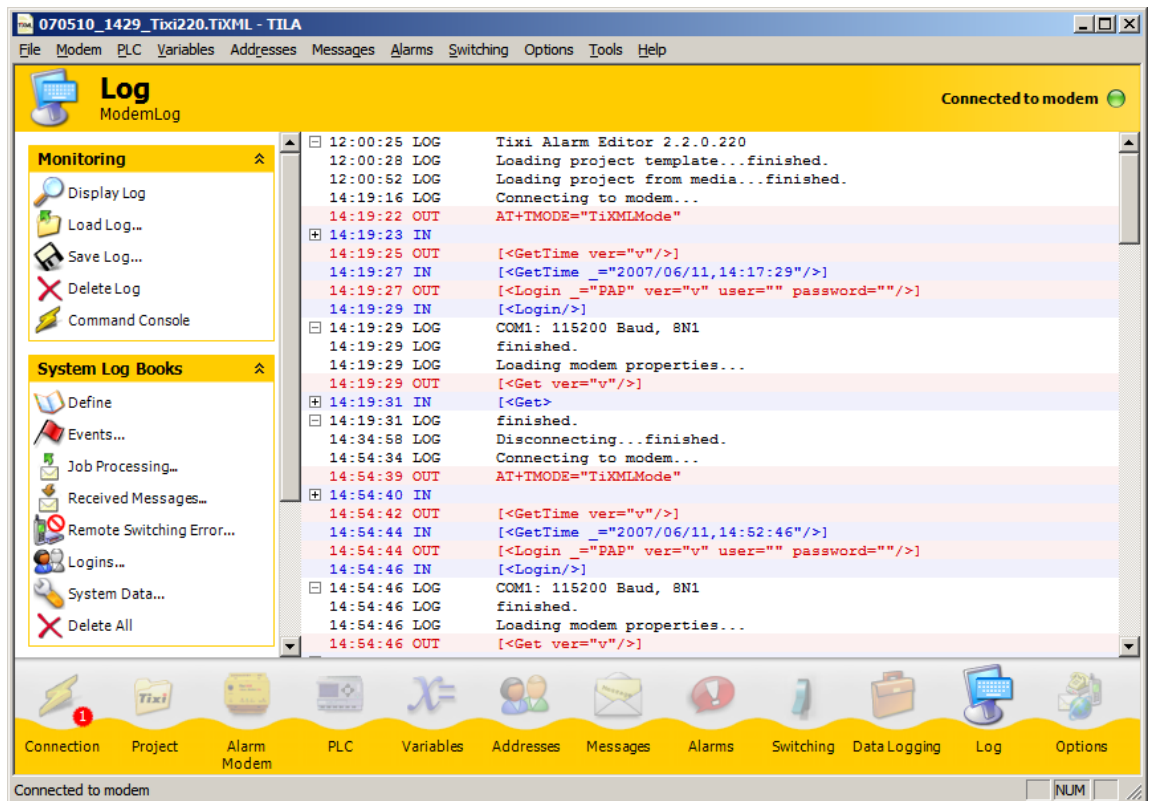 070510_1429_Tixi220.TiXML - TILA
File Modem PLC Variables Addresses Messages Alarms Switching Options Tools Help
Log
ModemLog
Connected to modem
Monitoring
Display Log
Load Log...
Save Log...
Delete Log
Command Console
System Log Books
Define
Events...
Job Processing...
Received Messages...
Remote Switching Error...
Logins...
System Data...
Delete All
12:00:25 LOG Tixi Alarm Editor 2.2.0.220
12:00:28 LOG Loading project template...finished.
12:00:52 LOG Loading project from media...finished.
14:19:16 LOG Connecting to modem...
14:19:22 OUT AT+TMODE="TiXMLMode"
14:19:23 IN
14:19:25 OUT [<GetTime ver="v"/>]
14:19:27 IN [<GetTime _="2007/06/11,14:17:29"/>]
14:19:27 OUT [<Login _="PAP" ver="v" user="" password=""/>]
14:19:29 IN [<Login/>]
14:19:29 LOG COM1: 115200 Baud, 8N1
14:19:29 LOG finished.
14:19:29 LOG Loading modem properties...
14:19:29 OUT [<Get ver="v"/>]
14:19:31 IN [<Get>
14:19:31 LOG finished.
14:34:58 LOG Disconnecting...finished.
14:54:34 LOG Connecting to modem...
14:54:39 OUT AT+TMODE="TiXMLMode"
14:54:40 IN
14:54:42 OUT [<GetTime ver="v"/>]
14:54:44 IN [<GetTime _="2007/06/11,14:52:46"/>]
14:54:44 OUT [<Login _="PAP" ver="v" user="" password=""/>]
14:54:46 IN [<Login/>]
14:54:46 LOG COM1: 115200 Baud, 8N1
14:54:46 LOG finished.
14:54:46 LOG Loading modem properties...
14:54:46 OUT [<Get ver="v"/>]
Tixi
1
Connection Project Alarm Modem PLC Variables Addresses Messages Alarms Switching Data Logging Log Options
Connected to modem NUM